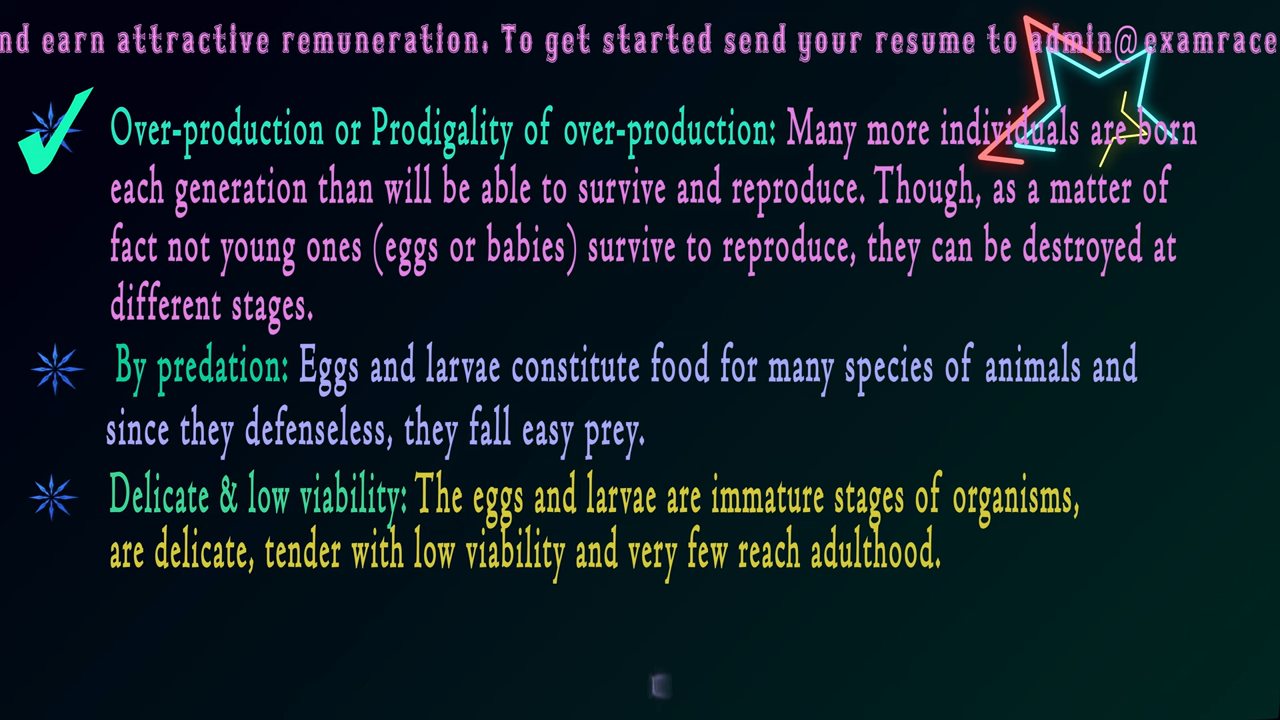 nd earn attractive remuneration. To get started send your resume to admin@examrace
Over-production or Prodigality of over-production: Many more individuals are born
each generation than will be able to survive and reproduce. Though, as a matter of
fact not young ones (eggs or babies) survive to reproduce, they can be destroyed at
different stages.
By predation: Eggs and larvae constitute food for many species of animals and
since they defenseless, they fall easy prey.
Delicate & low viability: The eggs and larvae are immature stages of organisms,
are delicate, tender with low viability and very few reach adulthood.